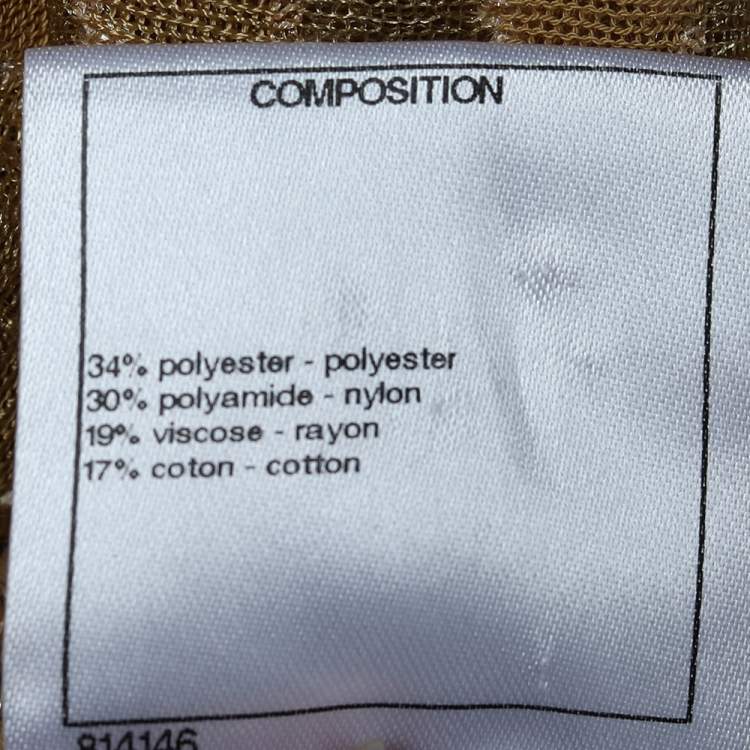 COMPOSITION
34% polyester - polyester
30% polyamide - nylon
19% viscose - rayon
17% coton - cotton
814146